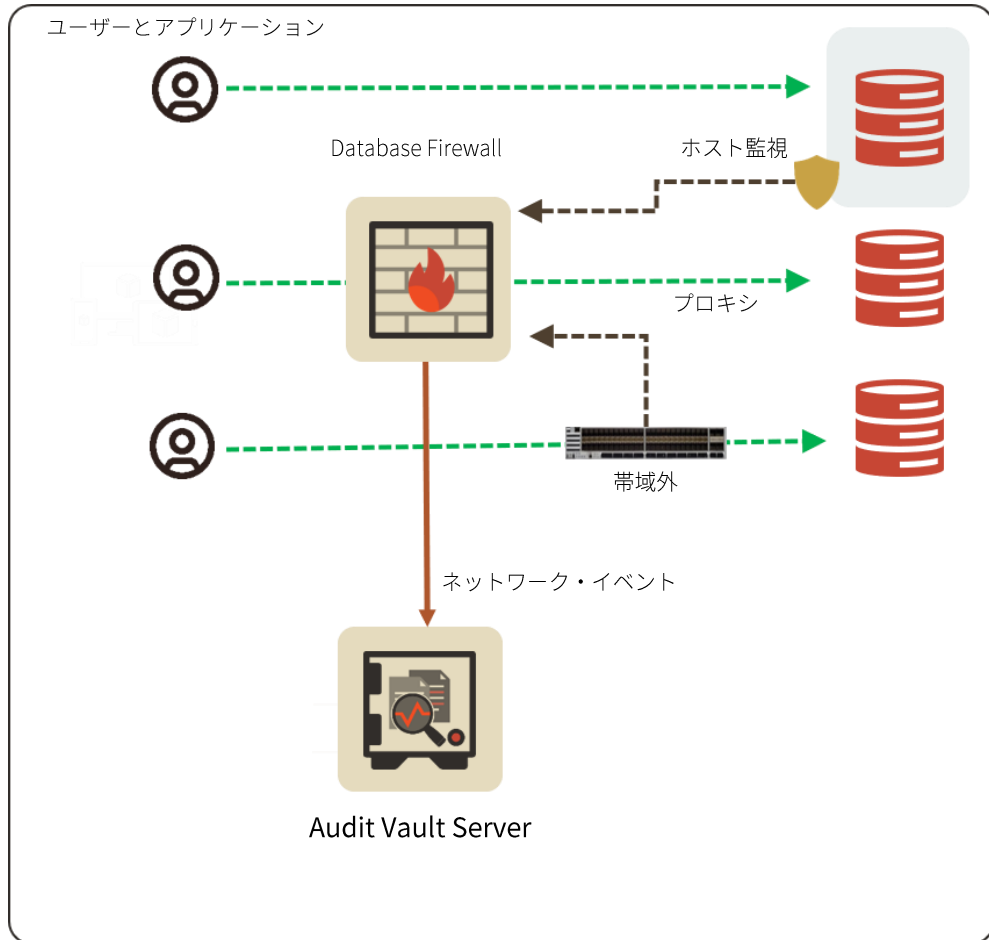 ユーザーとアプリケーション
Database Firewall
ホスト監視
プロキシ
帯域外
ネットワーク・イベント
Audit Vault Server